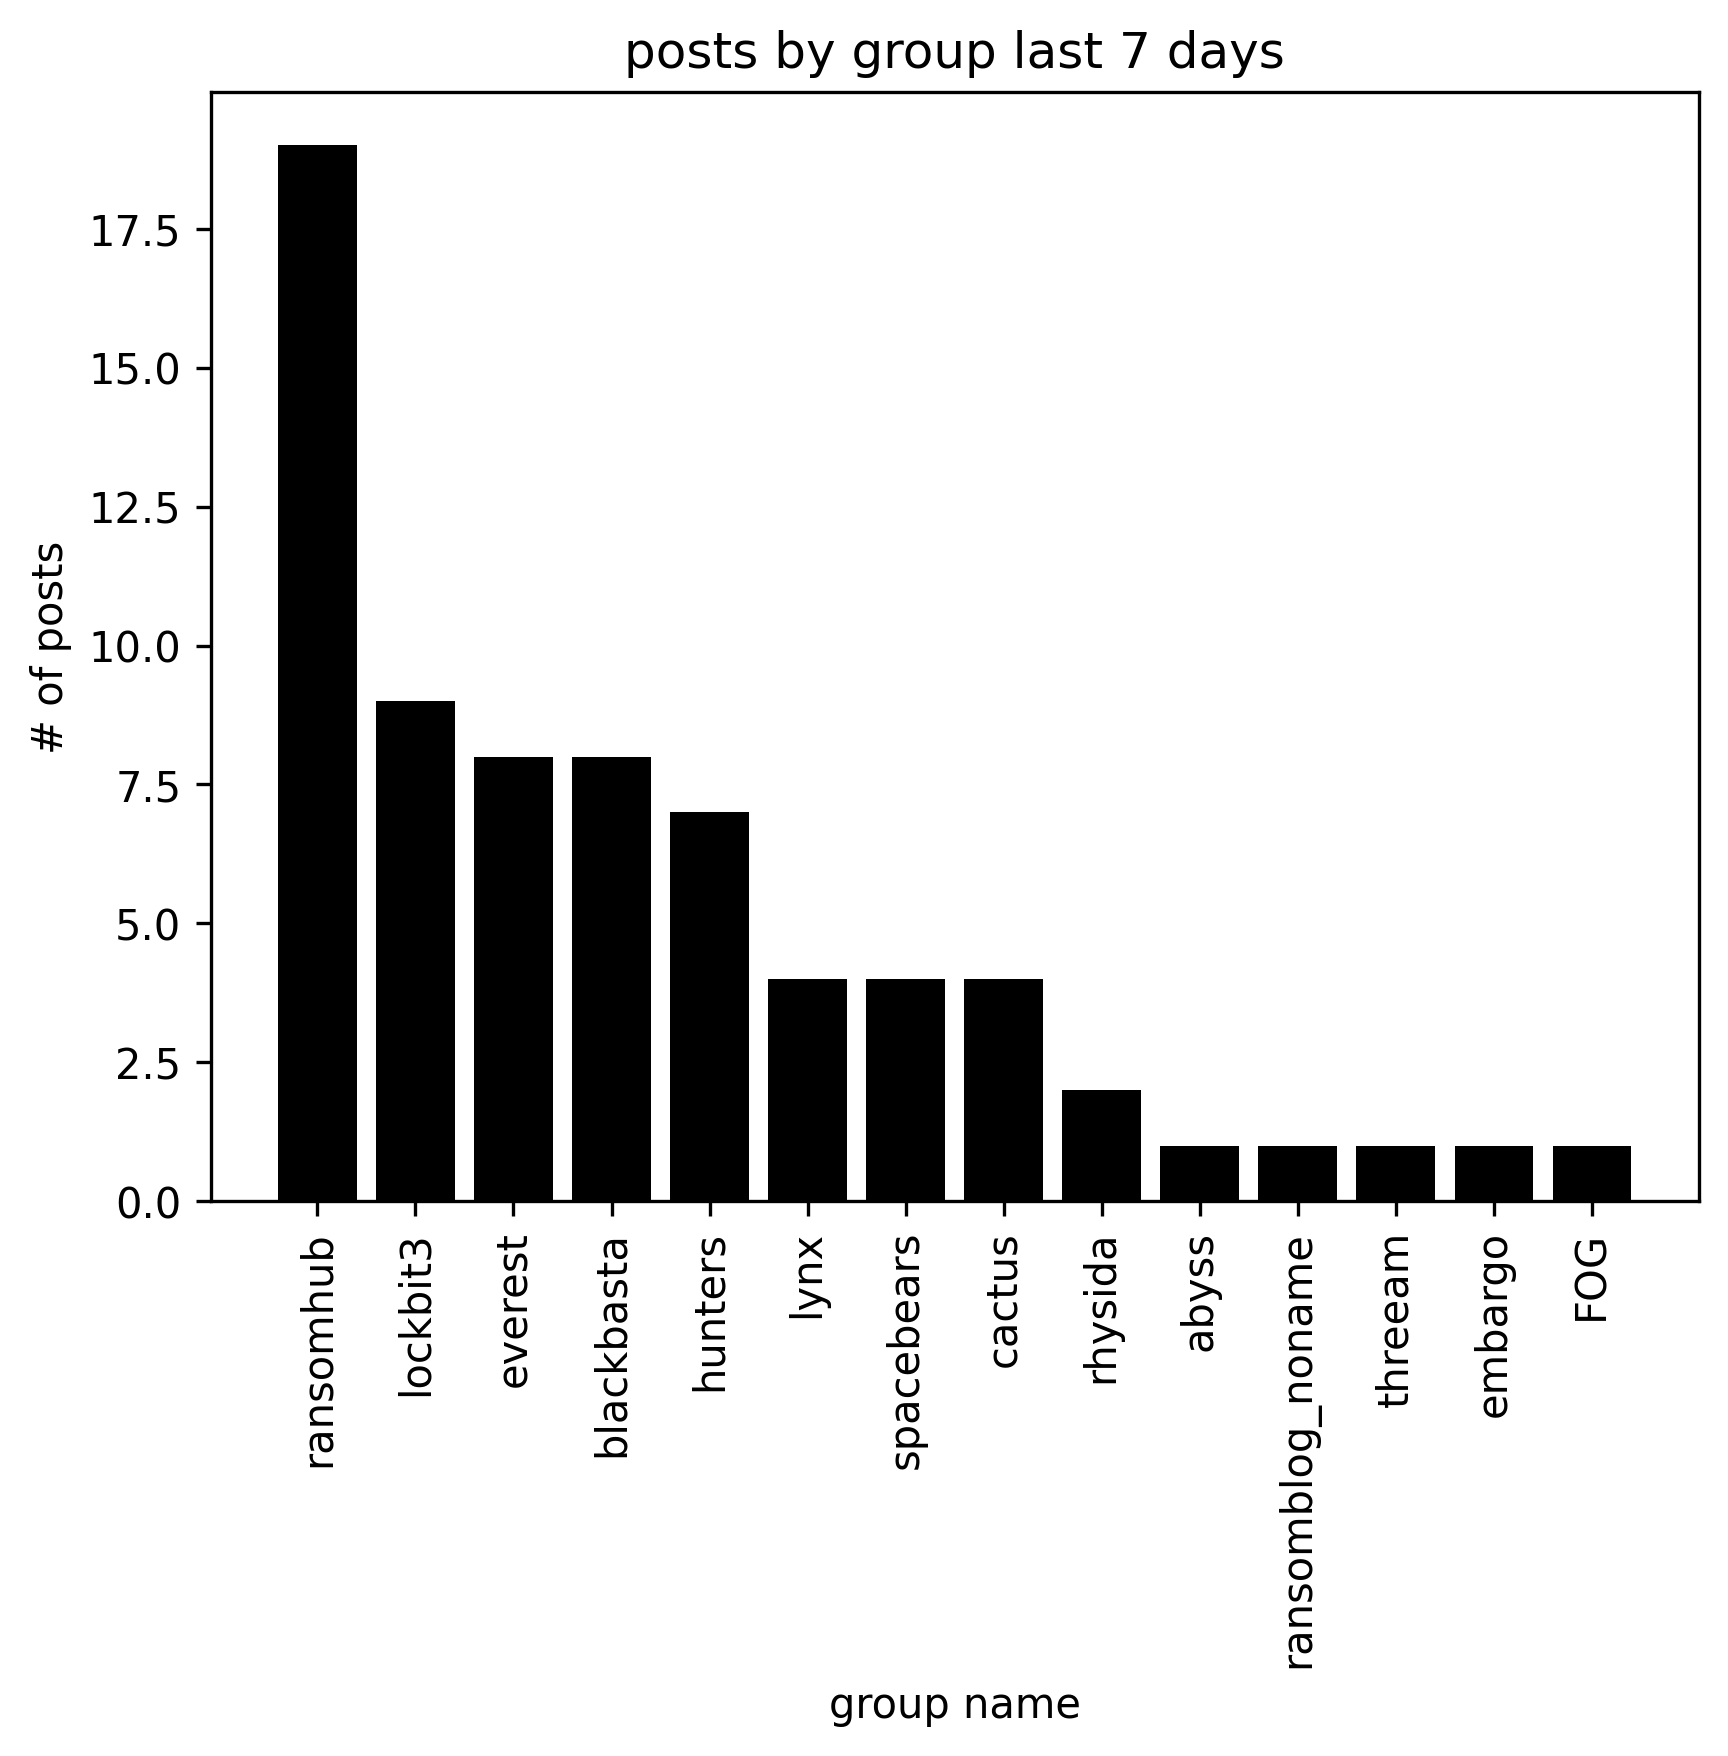 posts by group last 7 days
# of posts
17.5
15.0
12.5
10.0
7.5
5.0
2.5
0.0
ransomhub
lockbit3
everest
blackbasta
hunters
lynx
spacebears
cactus
rhysida
abyss
ransomblog_noname
threeam
embargo
FOG
group name